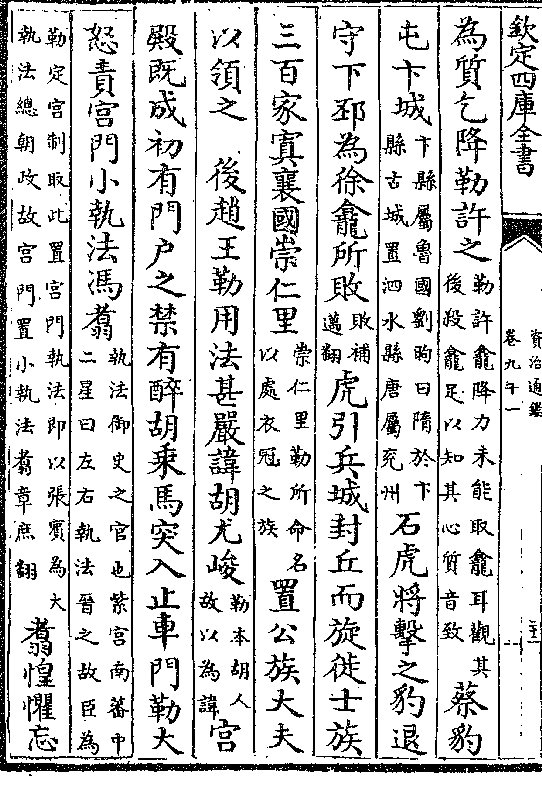 欽定四庫全書
資治通鑑
卷九十一
為質乞降勒許之
勒許龕降力未能取龕耳觀其
後殺龕足以知其心質音致
蔡豹
屯卞城
卞縣屬魯國劉昫曰隋於卞
縣古城置泗水縣唐屬兖州
石虎將擊之豹退
守下邳為徐龕所敗
敗補
邁翻
虎引兵城封丘而旋徙士族
三百家寘襄國崇仁里
崇仁里勒所命名
以處衣冠之族
置公族大夫
以領之　後趙王勒用法甚嚴諱胡尤峻
勒本胡人
故以為諱
宫
殿既成初有門户之禁有醉胡乘馬突入止車門勒大
怒責宫門小執法馮翥
執法御史之官也紫宫南蕃中
二星曰左右執法晉之故臣為
勒定宫制取此置宫門執法即以張賓為大
執法總朝政故宫門置小執法翥章庶翻
翥惶懼忘